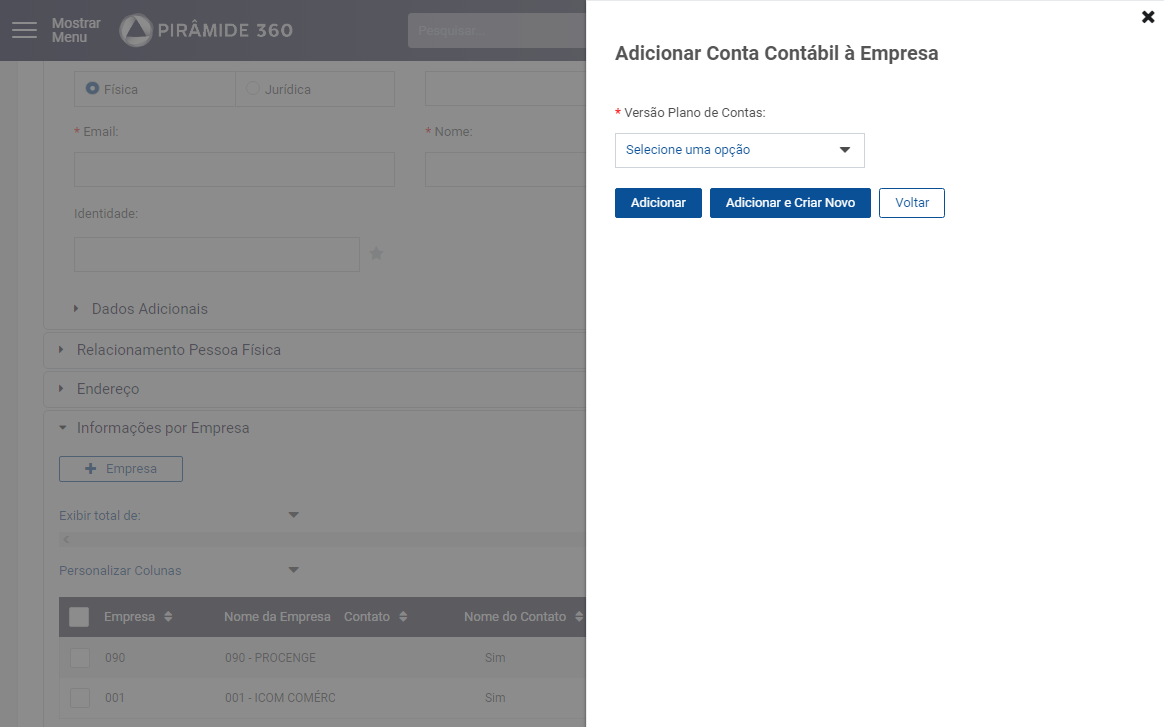 Mostrar
Menu
PIRÂMIDE 360
Pesquisar...
Física
Jurídica
* Email:
* Nome:
Identidade:
Dados Adicionais
Relacionamento Pessoa Física
Endereço
Informações por Empresa
+ Empresa
Exibir total de:
Personalizar Colunas
Empresa Nome da Empresa Contato Nome do Contato
090 090 - PROCENGE Sim
001 001 - ICOM COMÉRC Sim
Adicionar Conta Contábil à Empresa
* Versão Plano de Contas:
Selecione uma opção
Adicionar Adicionar e Criar Novo Voltar